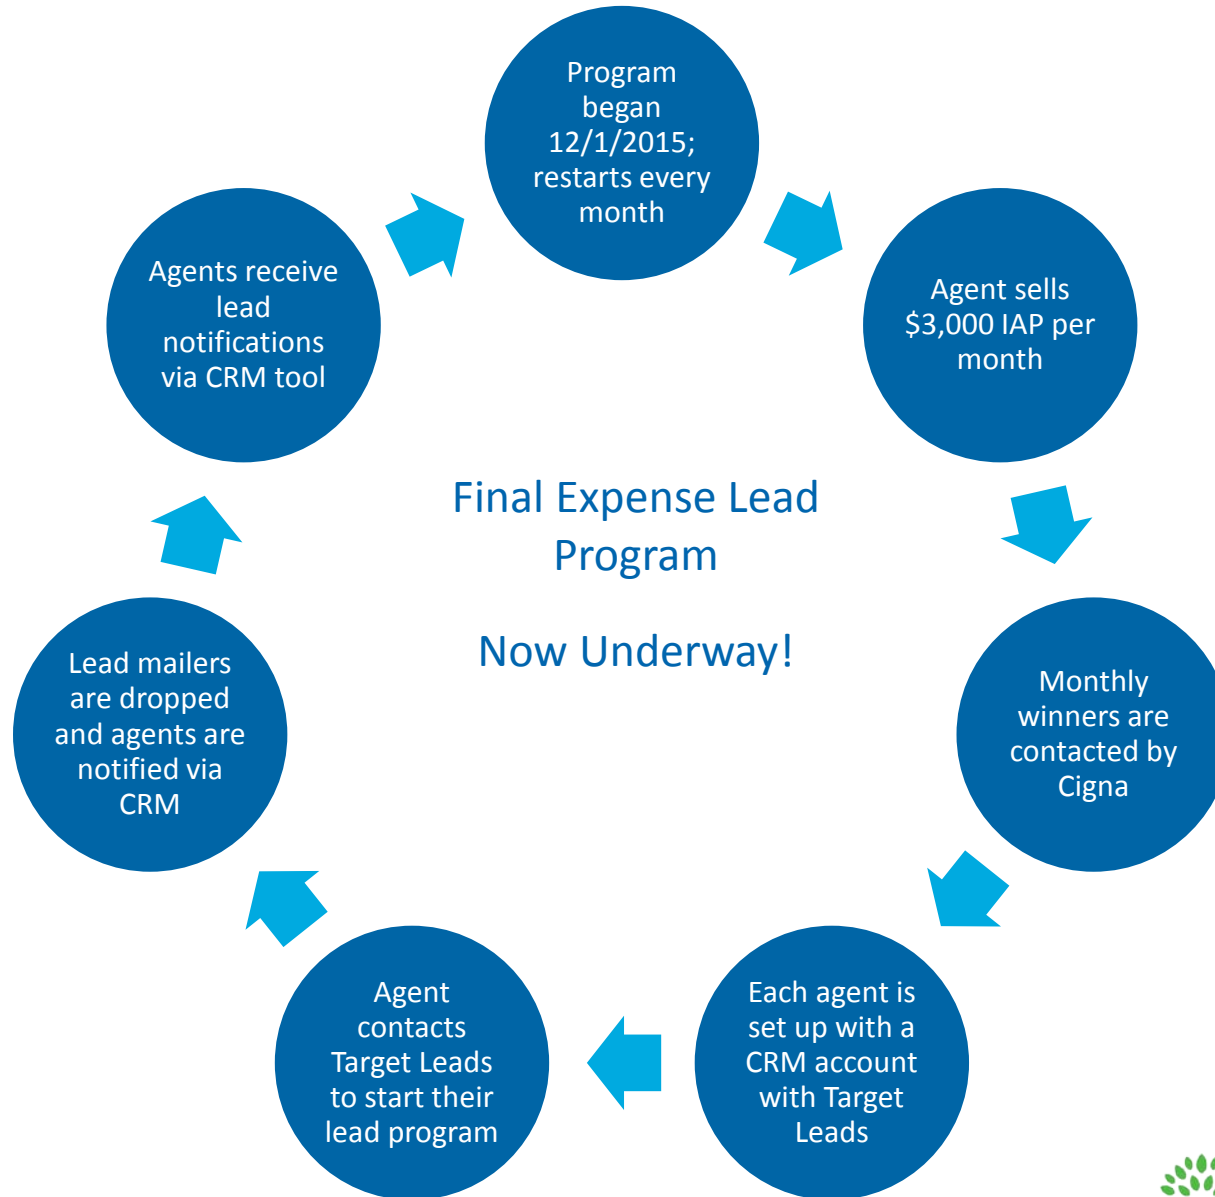 Program
began
12/1/2015;
restarts every
month
Agent sells
$3,000 IAP per
month
Monthly
winners are
contacted by
Cigna
Each agent is
set up with a
CRM account
with Target
Leads
Agent
contacts
Target Leads
to start their
lead program
Lead mailers
are dropped
and agents are
notified via
CRM
Agents receive
lead
notifications
via CRM tool
Final Expense Lead
Program
Now Underway!